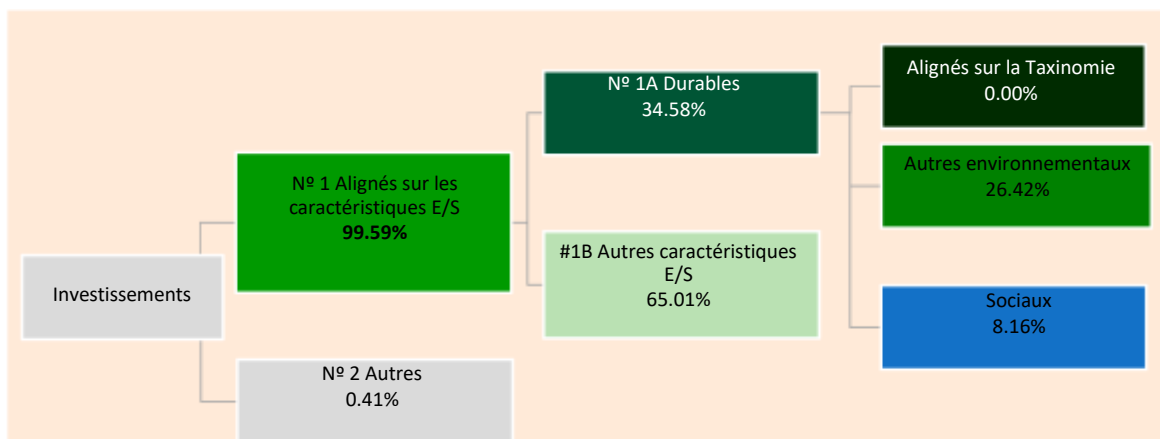 Investissements
Nº 1 Alignés sur les
caractéristiques E/S
99.59%
Nº 2 Autres
0.41%
Nº 1A Durables
34.58%
#1B Autres caractéristiques
E/S
65.01%
Alignés sur la Taxinomie
0.00%
Autres environnementaux
26.42%
Sociaux
8.16%